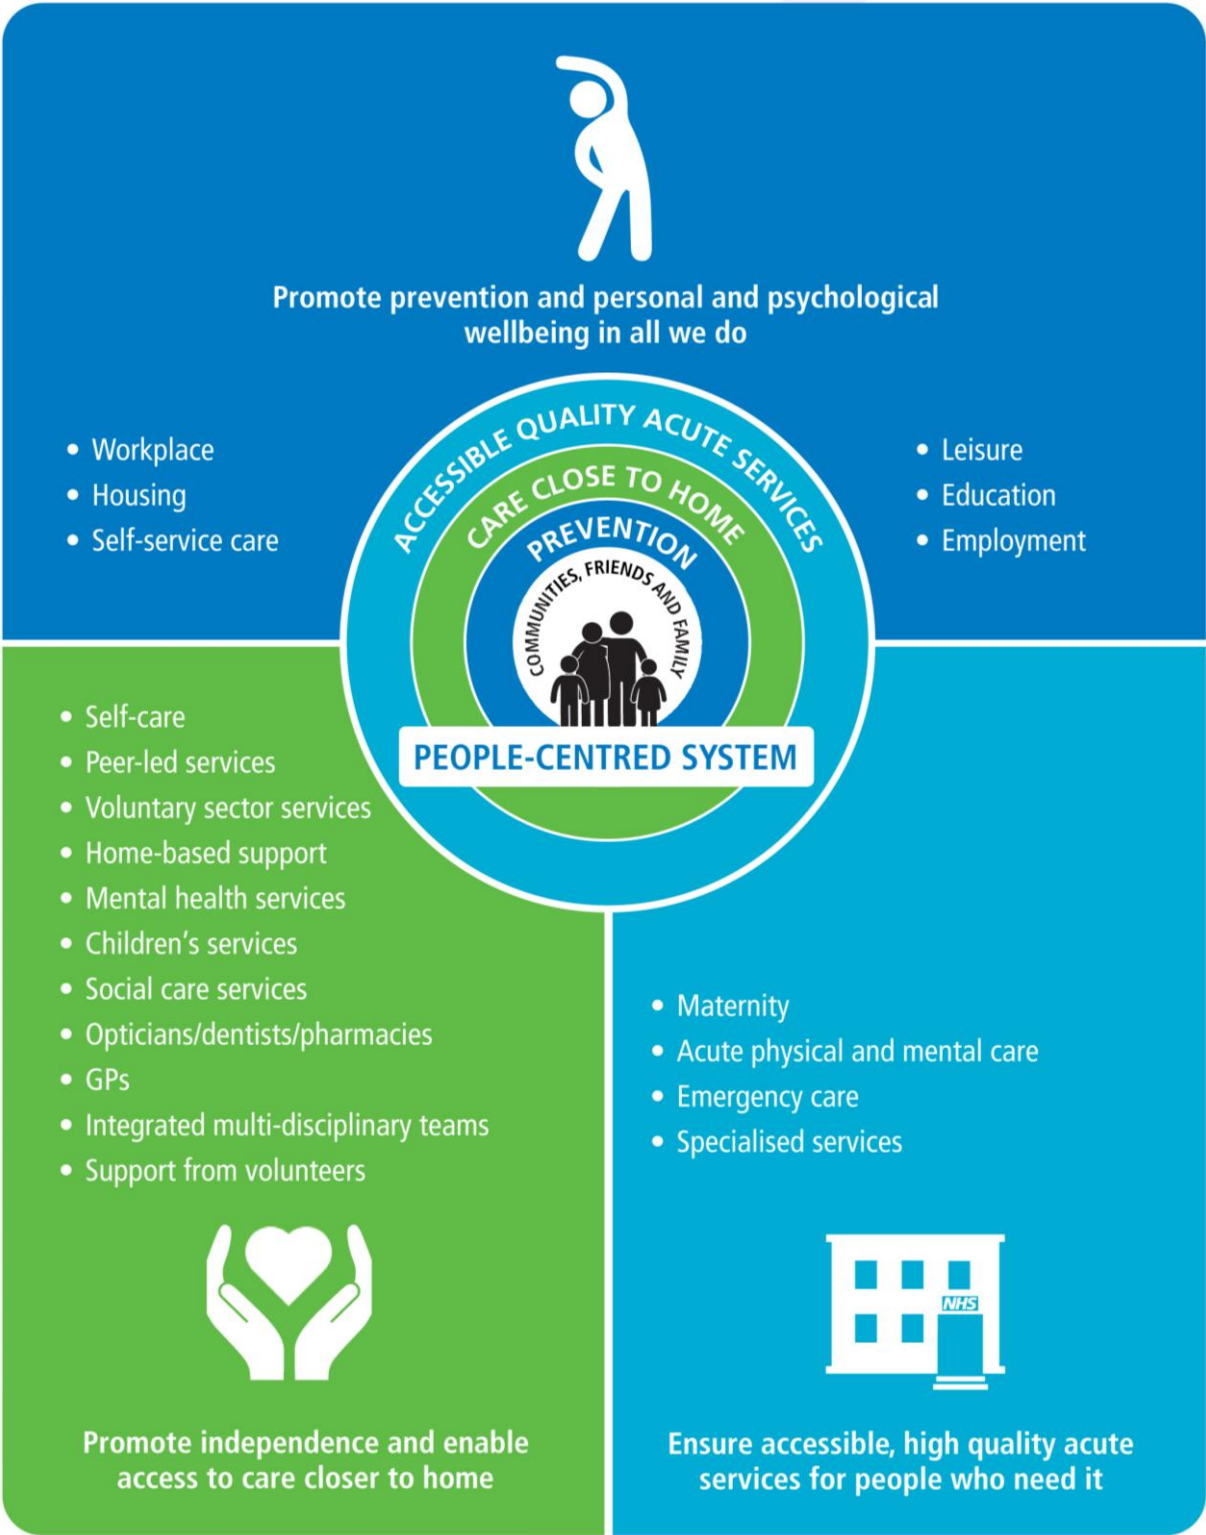 Promote prevention and personal and psychological
wellbeing in all we do
• Workplace
• Housing
• Self-service care
• Leisure
• Education
• Employment
ACCESSIBLE QUALITY ACUTE SERVICES
CARE CLOSE TO HOME
PREVENTION
COMMUNITIES, FRIENDS AND FAMILY
PEOPLE-CENTRED SYSTEM
• Self-care
• Peer-led services
• Voluntary sector services
• Home-based support
• Mental health services
• Children's services
• Social care services
• Opticians/dentists/pharmacies
• GPs
• Integrated multi-disciplinary teams
• Support from volunteers
Promote independence and enable
access to care closer to home
• Maternity
• Acute physical and mental care
• Emergency care
• Specialised services
NHS
Ensure accessible, high quality acute
services for people who need it